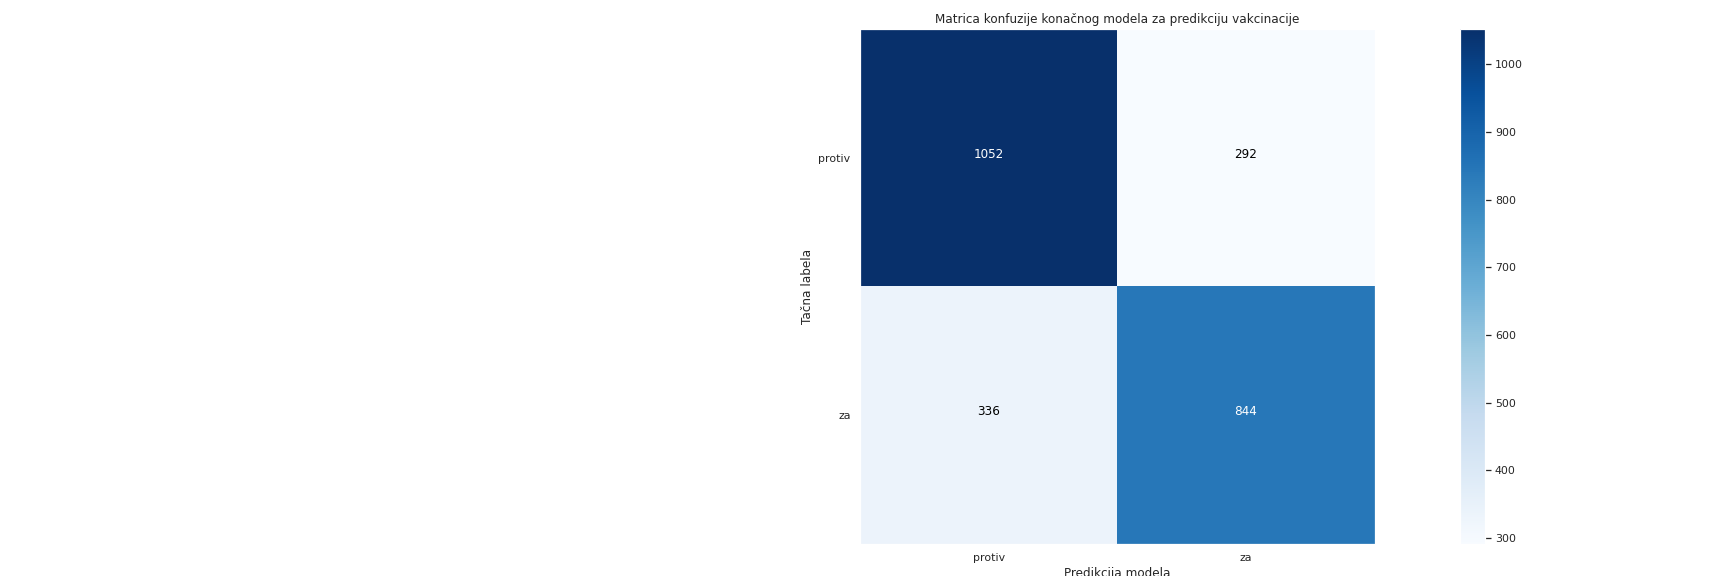 Matrica konfuzije konačnog modela za predikciju vakcinacije
Tačna labela
protiv
1052
292
za
336
844
protiv
za
Predikcija modela
1000
900
800
700
600
500
400
300